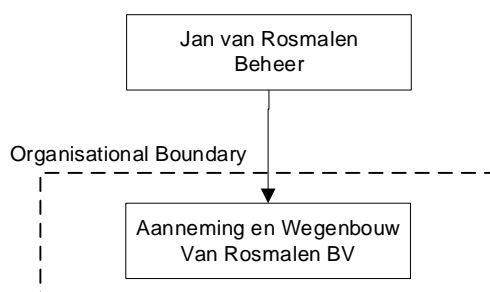 Jan van Rosmalen
Beheer
Organisational Boundary
Aanneming en Wegenbouw
Van Rosmalen BV